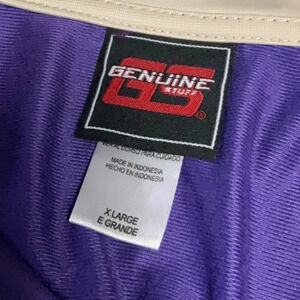 GENUINE
STUFF
GS®
MADE IN INDONESIA
HECHO EN INDONESIA
X LARGE
E GRANDE